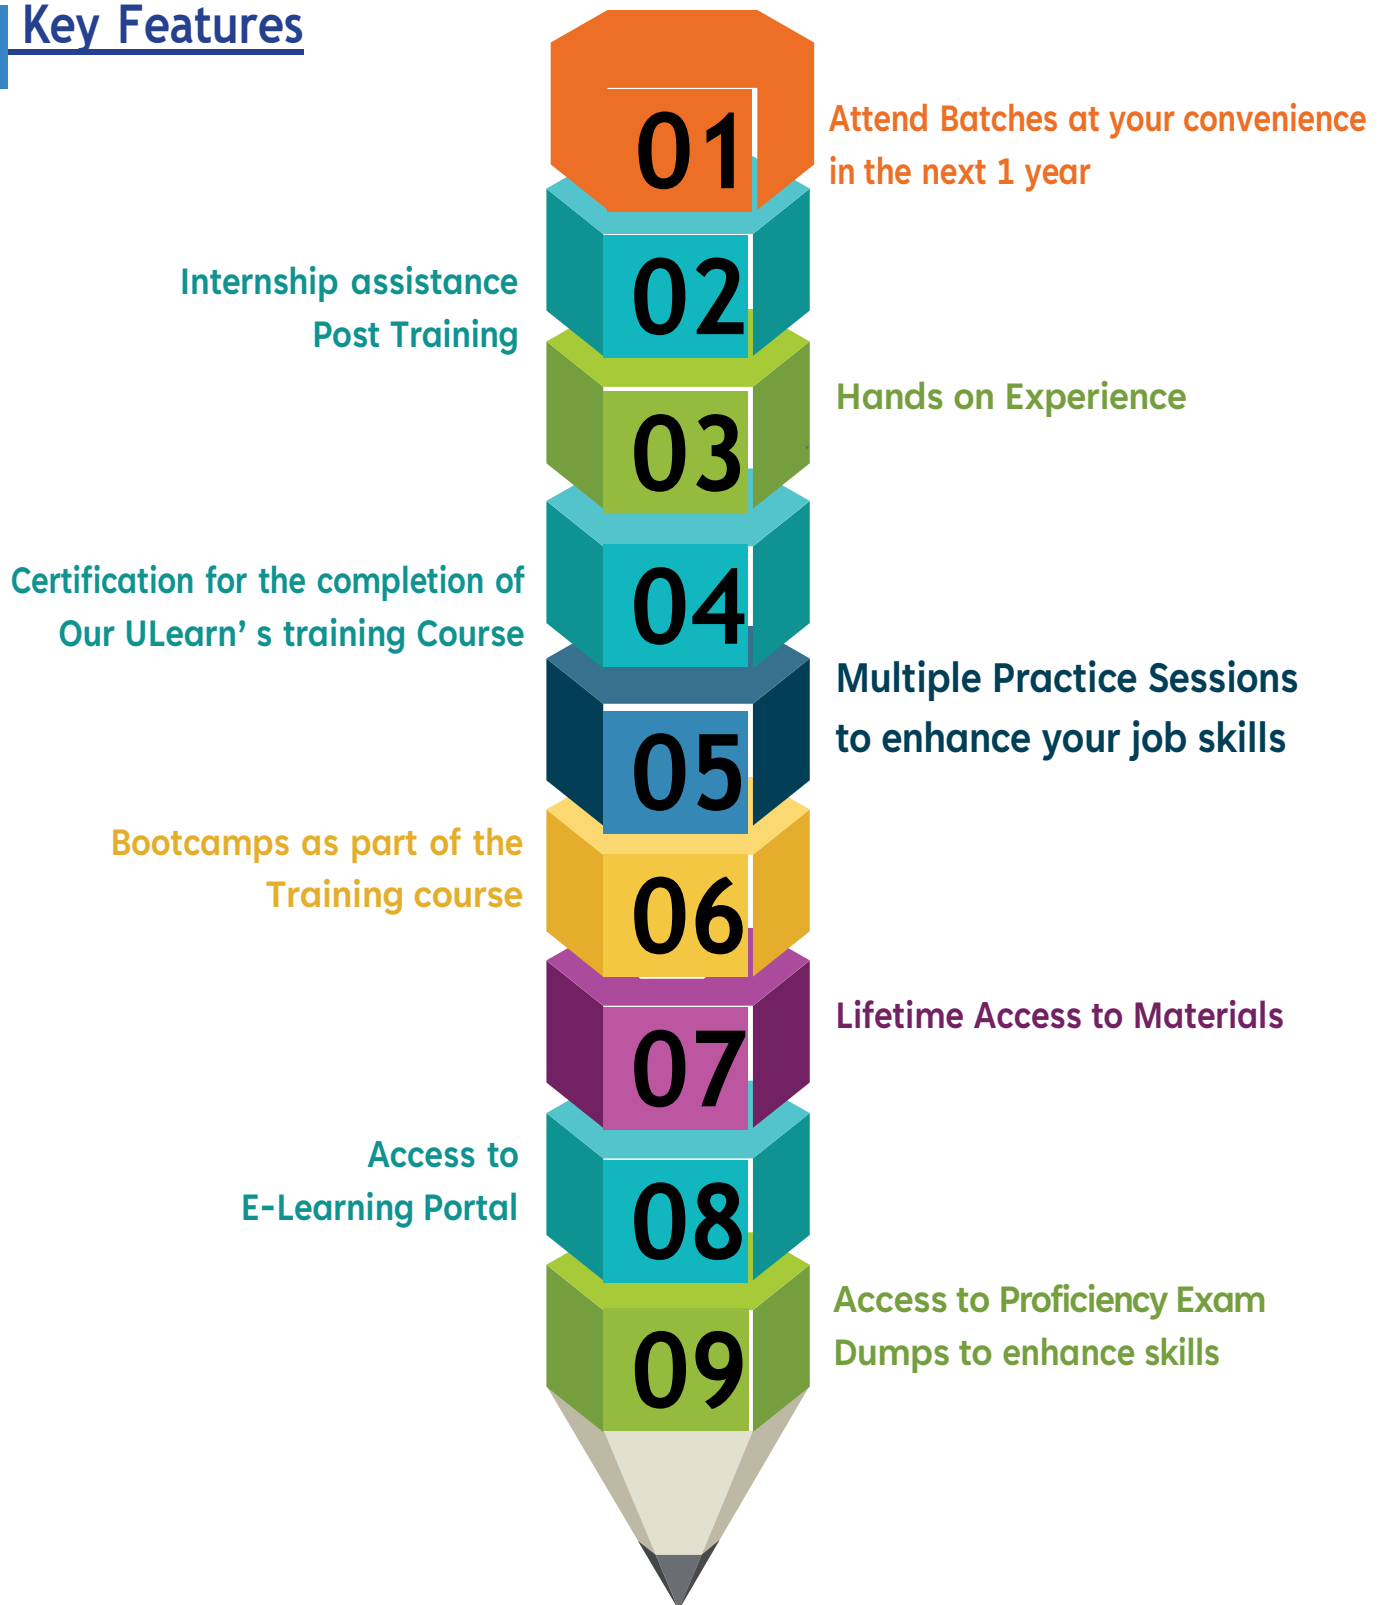 Key Features
01
Attend Batches at your convenience
in the next 1 year
02
Internship assistance
Post Training
03
Hands on Experience
04
Certification for the completion of
Our ULearn’ s training Course
05
Multiple Practice Sessions
to enhance your job skills
06
Bootcamps as part of the
Training course
07
Lifetime Access to Materials
08
Access to
E-Learning Portal
09
Access to Proficiency Exam
Dumps to enhance skills